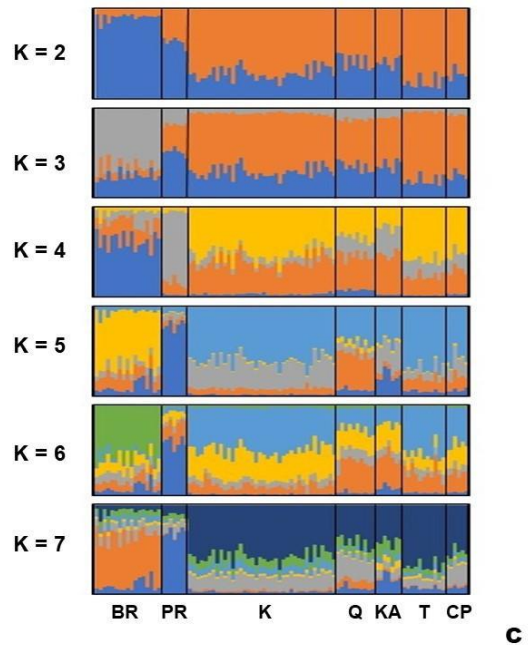 K = 2
K = 3
K = 4
K = 5
K = 6
K = 7
BR PR K Q KA T CP
c